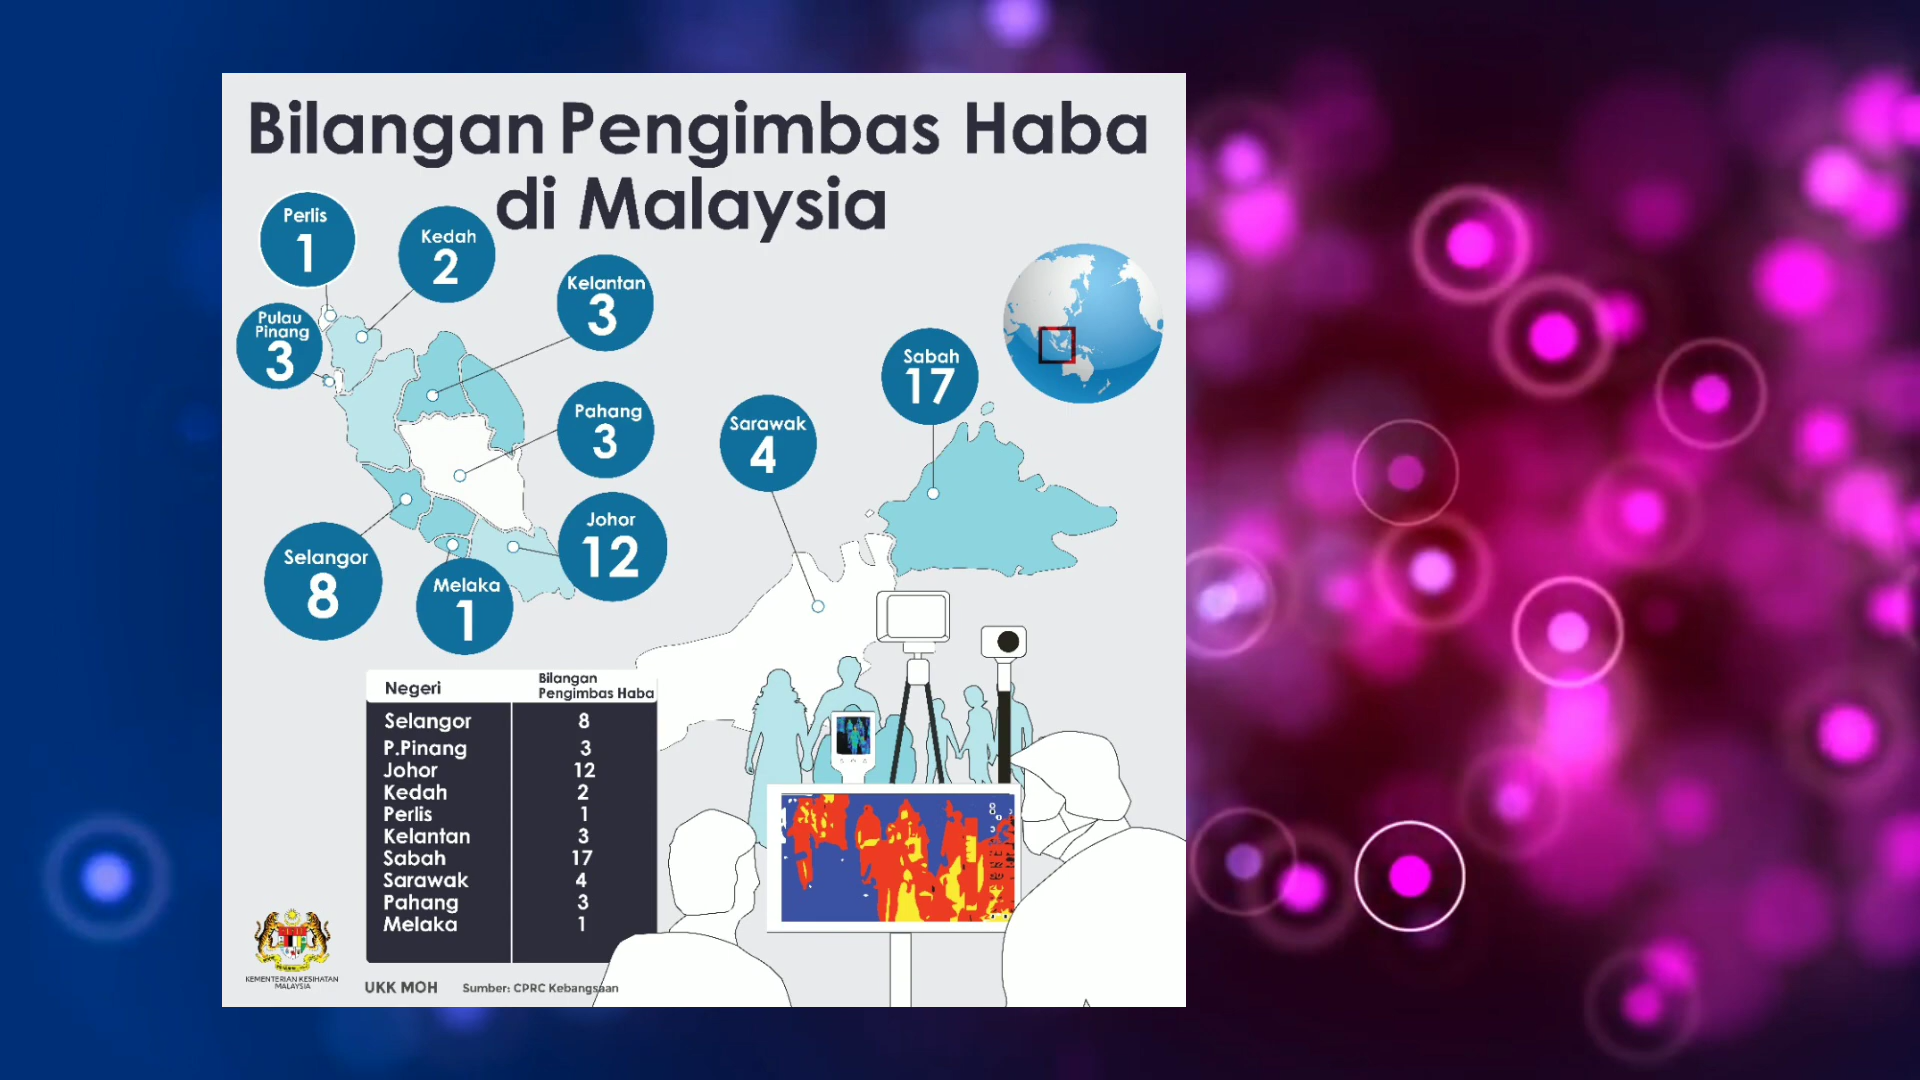 Bilangan Pengimbas Haba
di Malaysia
Perlis
1
Kedah
2
Kelantan
3
Pulau
Pinang
3
Sabah
17
Pahang
3
Sarawak
4
Johor
12
Selangor
8
Melaka
1
Negeri Bilangan Pengimbas Haba
Selangor 8
P.Pinang 3
Johor 12
Kedah 2
Perlis 1
Kelantan 3
Sabah 17
Sarawak 4
Pahang 3
Melaka 1
KEMENTERIAN KESIHATAN
MALAYSIA
UKK MOH Sumber: CPRC Kebangsaan